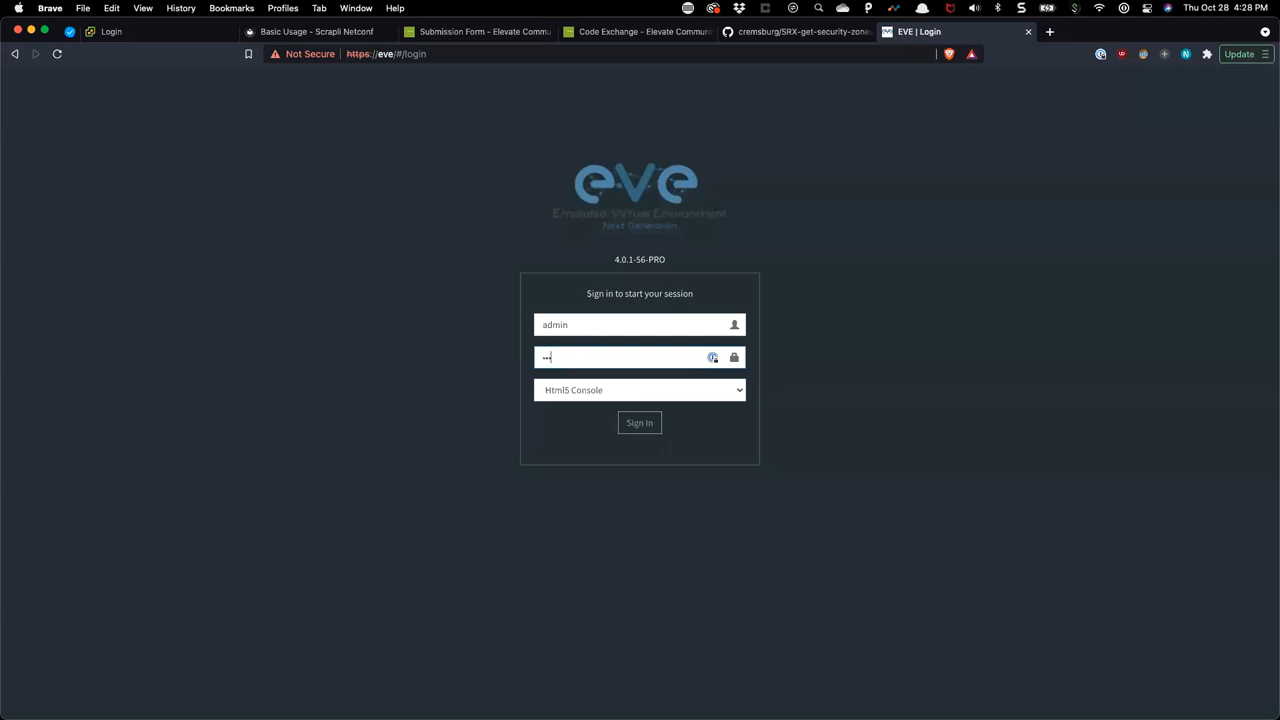 Brave File Edit View History Bookmarks Profiles Tab Window Help Thu Oct 28 4:28 PM
Login Basic Usage - Scrapli Netconf Submission Form - Elevate Commu Code Exchange - Elevate Communi cremsburg/SRX-get-security-zone EVE | Login
Not Secure https://eve/#/login Update
eve
Emulated Virtual Environment
Next Generation
4.0.1-56-PRO
Sign in to start your session
admin
•••
Html5 Console
Sign In